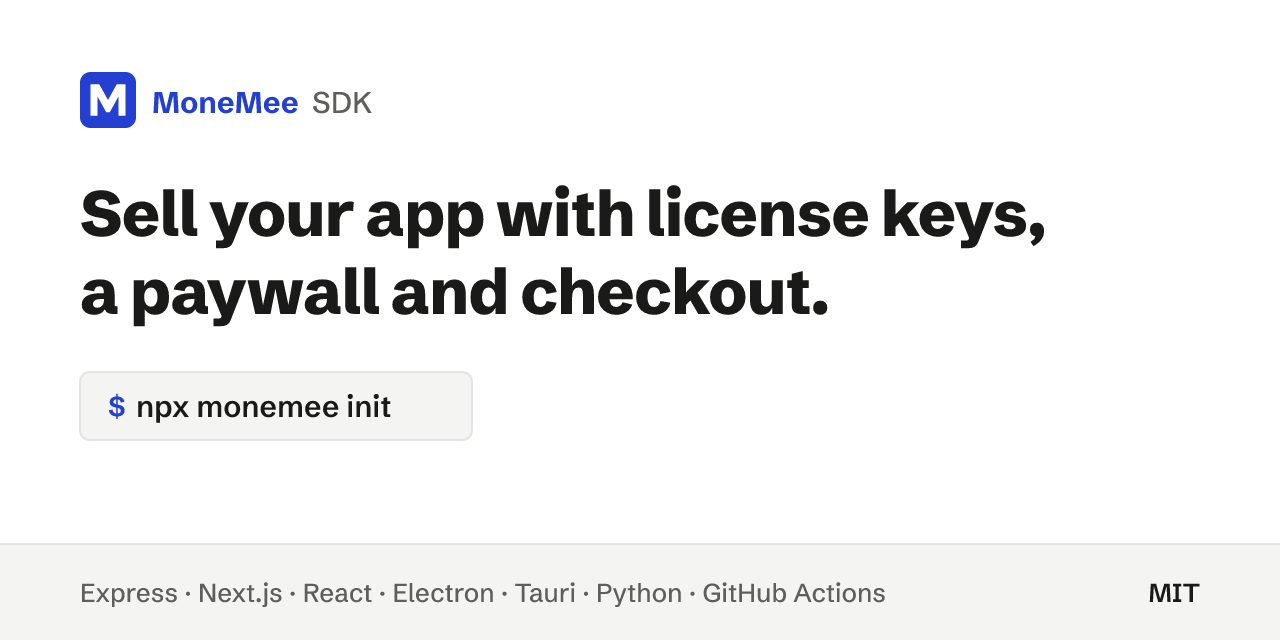 M MoneMee SDK
Sell your app with license keys,
a paywall and checkout.
$ npx monemee init
Express · Next.js · React · Electron · Tauri · Python · GitHub Actions
MIT